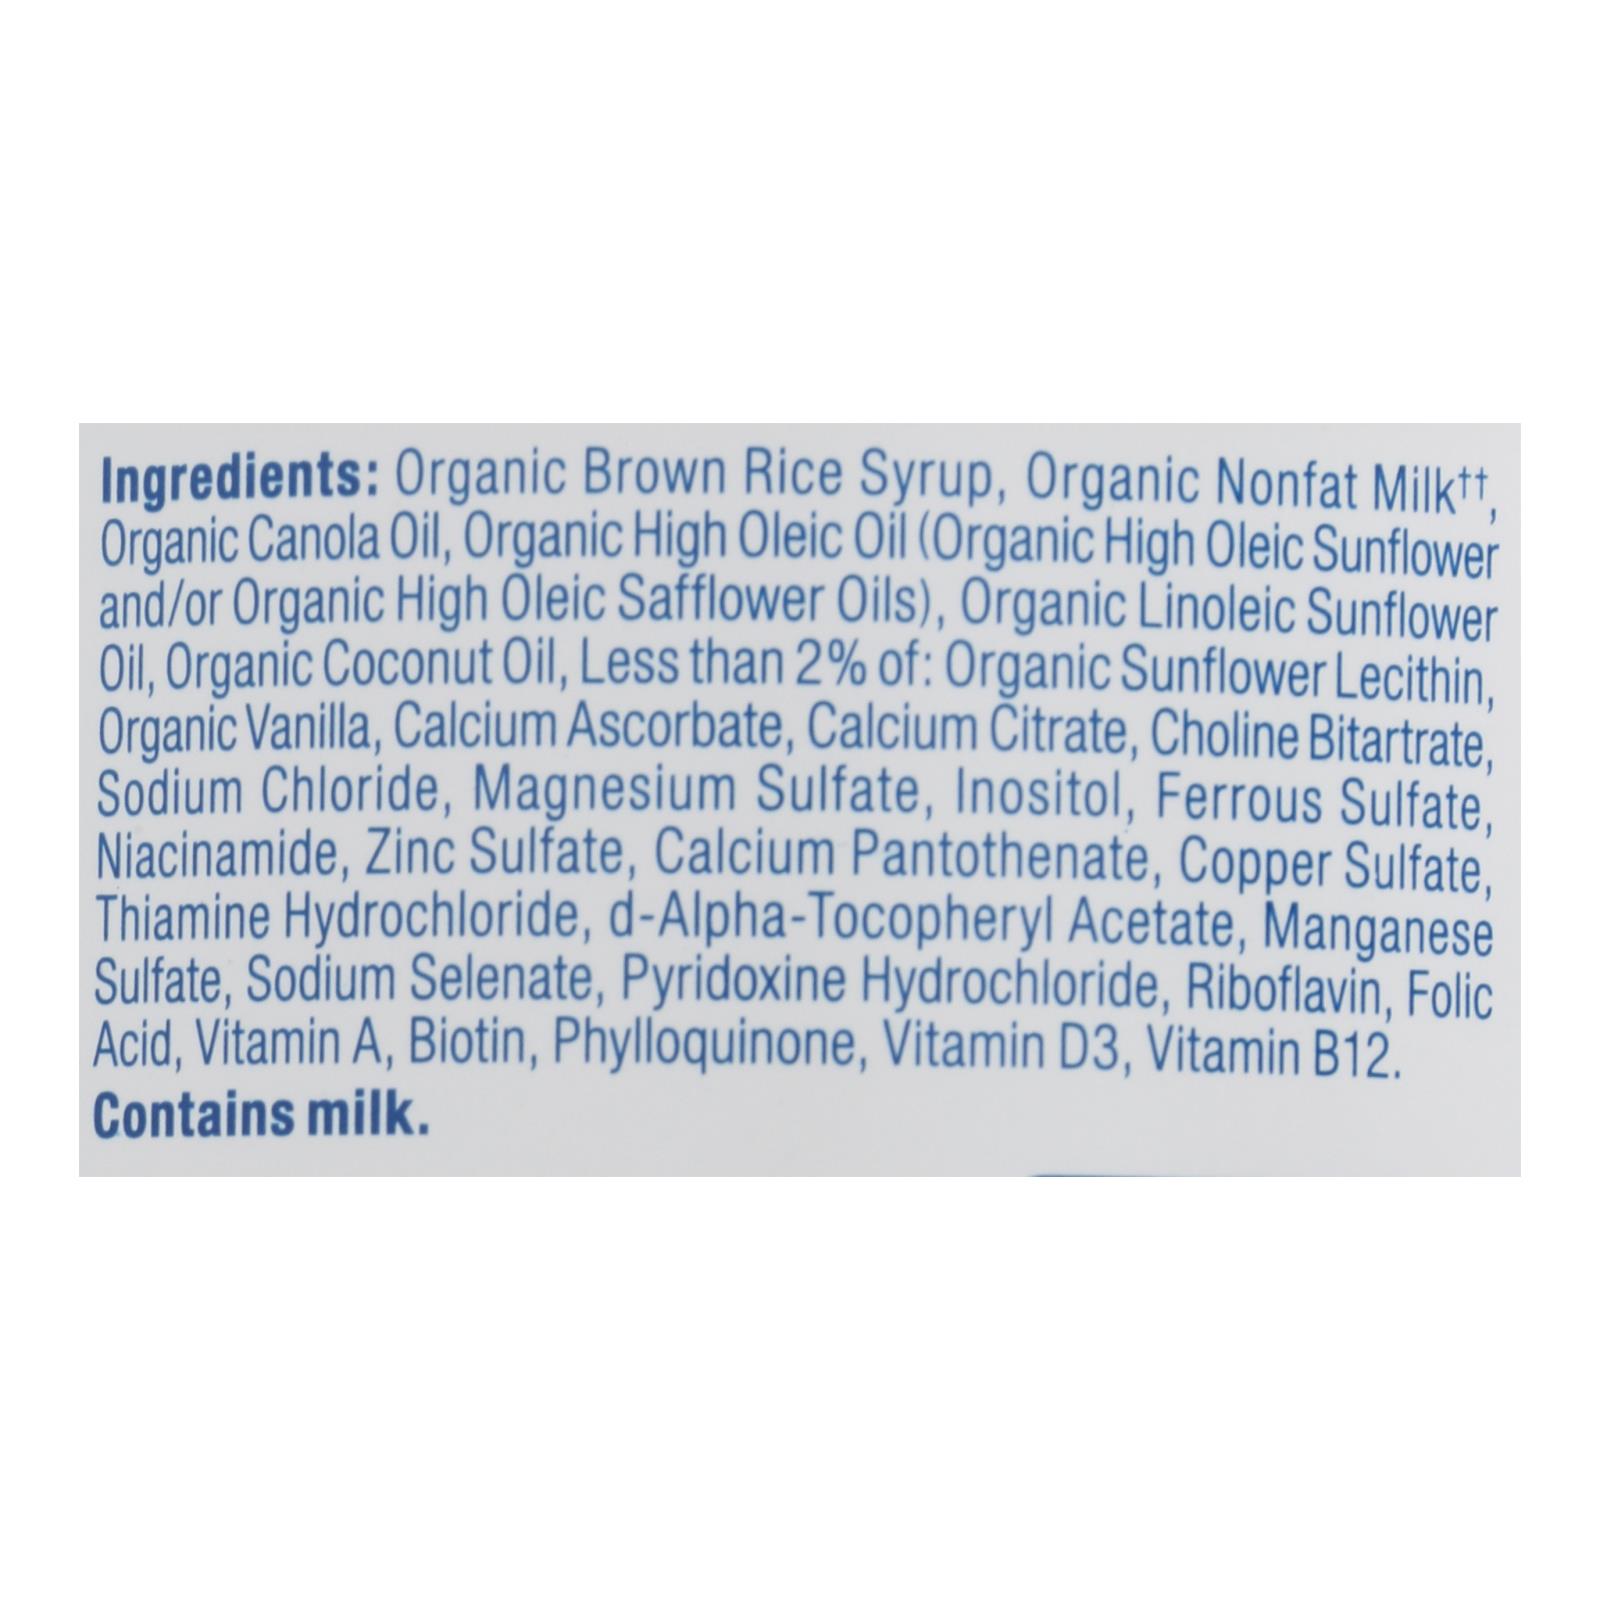 Ingredients: Organic Brown Rice Syrup, Organic Nonfat Milk††,
Organic Canola Oil, Organic High Oleic Oil (Organic High Oleic Sunflower
and/or Organic High Oleic Safflower Oils), Organic Linoleic Sunflower
Oil, Organic Coconut Oil, Less than 2% of: Organic Sunflower Lecithin,
Organic Vanilla, Calcium Ascorbate, Calcium Citrate, Choline Bitartrate,
Sodium Chloride, Magnesium Sulfate, Inositol, Ferrous Sulfate,
Niacinamide, Zinc Sulfate, Calcium Pantothenate, Copper Sulfate,
Thiamine Hydrochloride, d-Alpha-Tocopheryl Acetate, Manganese
Sulfate, Sodium Selenate, Pyridoxine Hydrochloride, Riboflavin, Folic
Acid, Vitamin A, Biotin, Phylloquinone, Vitamin D3, Vitamin B12.
Contains milk.